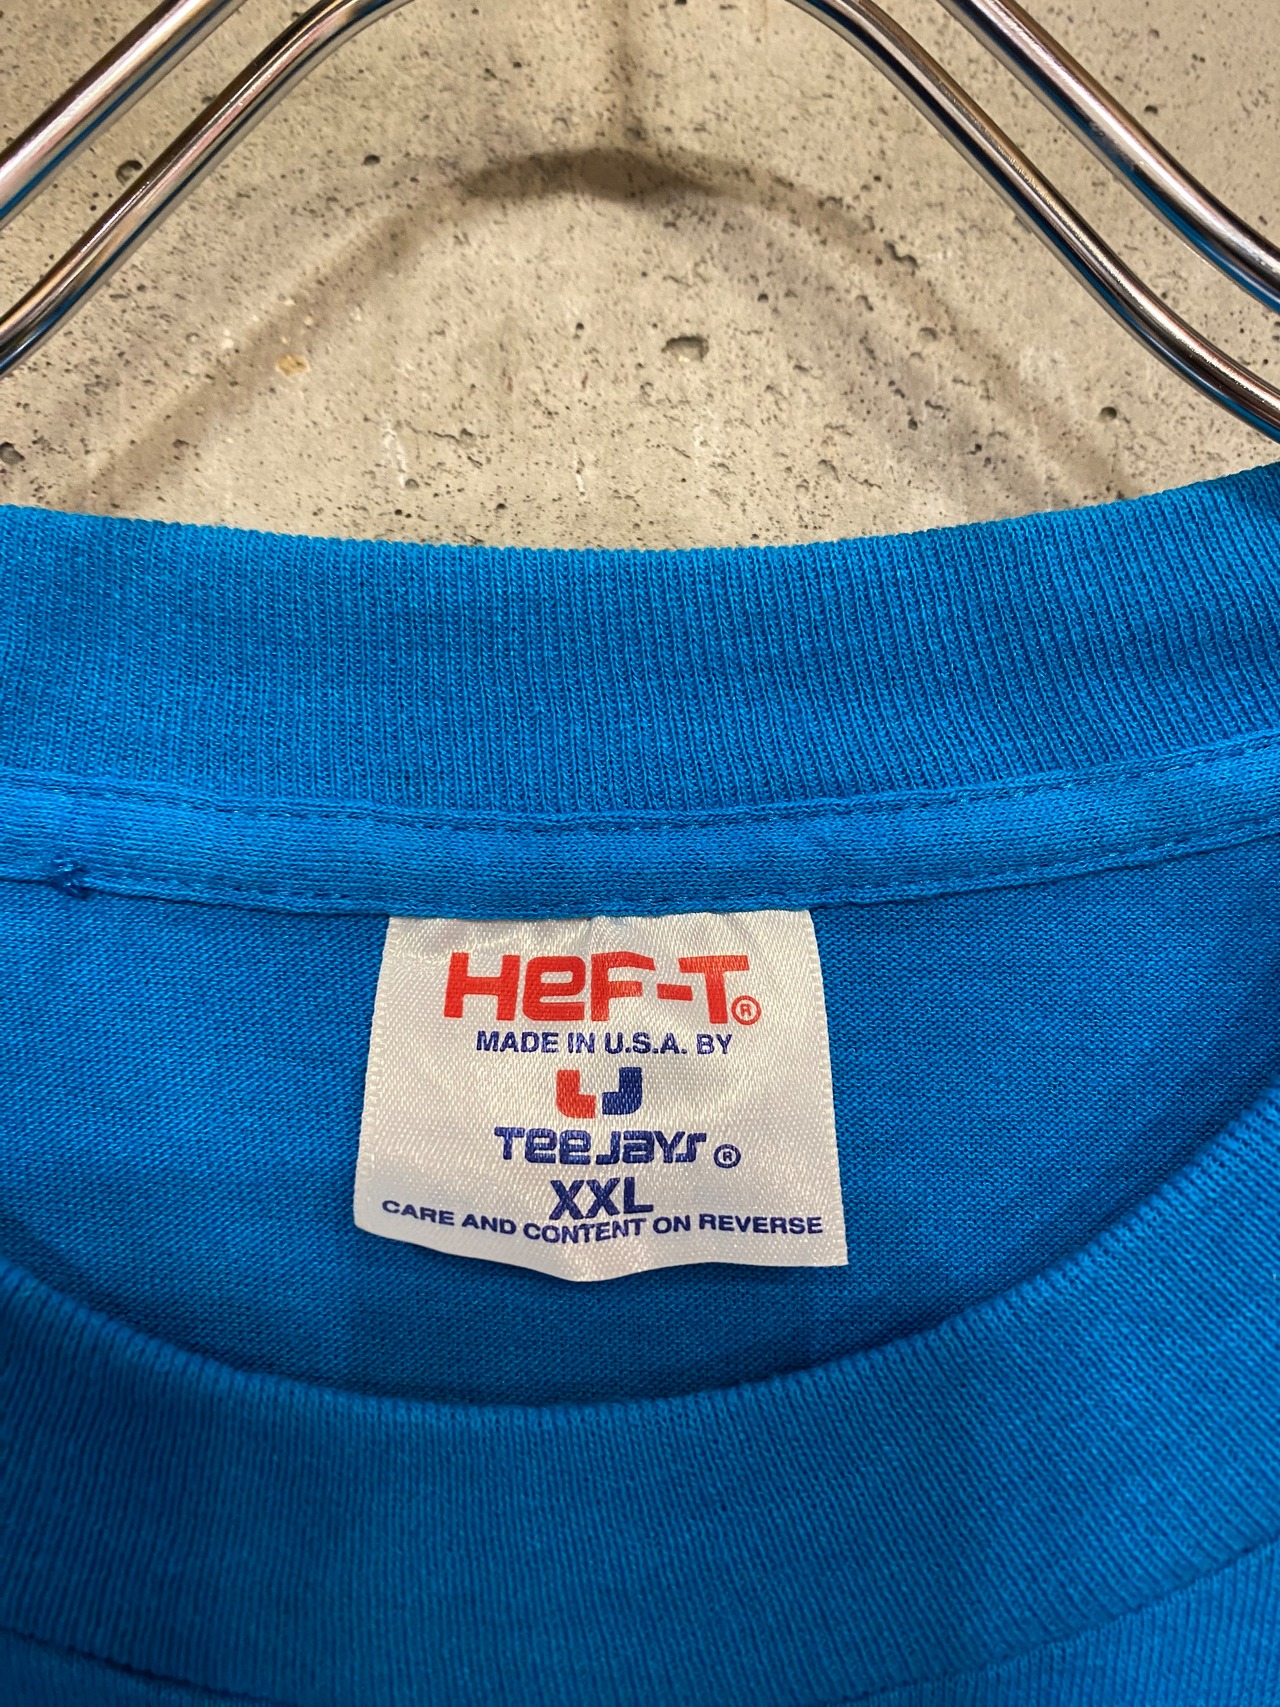 HeF-T®
MADE IN U.S.A. BY
TeeJays®
XXL
CARE AND CONTENT ON REVERSE